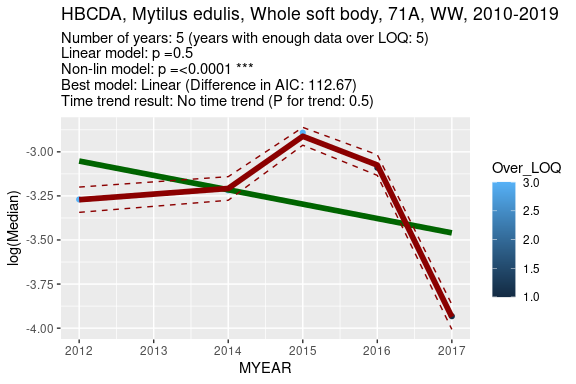 HBCDA, Mytilus edulis, Whole soft body, 71A, WW, 2010-2019
Number of years: 5 (years with enough data over LOQ: 5)
Linear model: p =0.5
Non-lin model: p =<0.0001 ***
Best model: Linear (Difference in AIC: 112.67)
Time trend result: No time trend (P for trend: 0.5)
log(Median)
-3.00
-3.25
-3.50
-3.75
-4.00
2012
2013
2014
2015
2016
2017
MYEAR
Over_LOQ
3.0
2.5
2.0
1.5
1.0